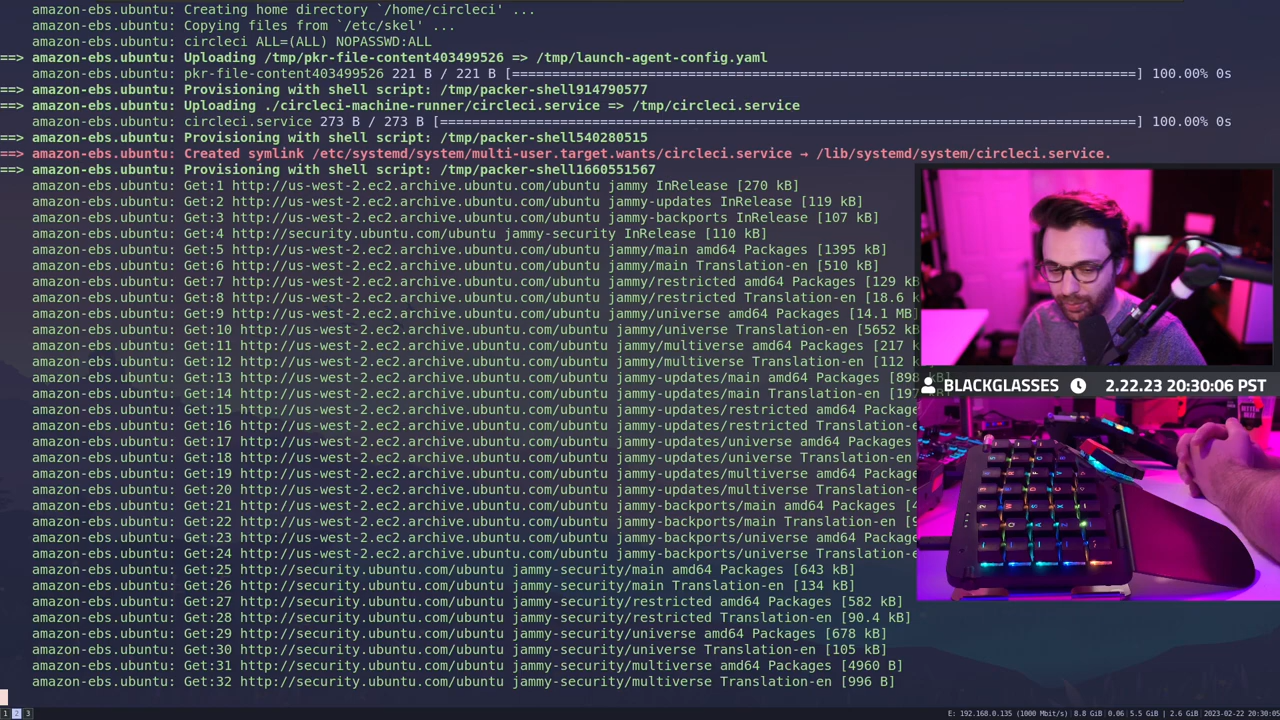 amazon-ebs.ubuntu: Creating home directory `/home/circleci' ...
amazon-ebs.ubuntu: Copying files from `/etc/skel' ...
amazon-ebs.ubuntu: circleci ALL=(ALL) NOPASSWD:ALL
==> amazon-ebs.ubuntu: Uploading /tmp/pkr-file-content403499526 => /tmp/launch-agent-config.yaml
amazon-ebs.ubuntu: pkr-file-content403499526 221 B / 221 B [==============================================================================] 100.00% 0s
==> amazon-ebs.ubuntu: Provisioning with shell script: /tmp/packer-shell914790577
==> amazon-ebs.ubuntu: Uploading ./circleci-machine-runner/circleci.service => /tmp/circleci.service
amazon-ebs.ubuntu: circleci.service 273 B / 273 B [=======================================================================================] 100.00% 0s
==> amazon-ebs.ubuntu: Provisioning with shell script: /tmp/packer-shell540280515
==> amazon-ebs.ubuntu: Created symlink /etc/systemd/system/multi-user.target.wants/circleci.service → /lib/systemd/system/circleci.service.
==> amazon-ebs.ubuntu: Provisioning with shell script: /tmp/packer-shell1660551567
amazon-ebs.ubuntu: Get:1 http://us-west-2.ec2.archive.ubuntu.com/ubuntu jammy InRelease [270 kB]
amazon-ebs.ubuntu: Get:2 http://us-west-2.ec2.archive.ubuntu.com/ubuntu jammy-updates InRelease [119 kB]
amazon-ebs.ubuntu: Get:3 http://us-west-2.ec2.archive.ubuntu.com/ubuntu jammy-backports InRelease [107 kB]
amazon-ebs.ubuntu: Get:4 http://security.ubuntu.com/ubuntu jammy-security InRelease [110 kB]
amazon-ebs.ubuntu: Get:5 http://us-west-2.ec2.archive.ubuntu.com/ubuntu jammy/main amd64 Packages [1395 kB]
amazon-ebs.ubuntu: Get:6 http://us-west-2.ec2.archive.ubuntu.com/ubuntu jammy/main Translation-en [510 kB]
amazon-ebs.ubuntu: Get:7 http://us-west-2.ec2.archive.ubuntu.com/ubuntu jammy/restricted amd64 Packages [129 kB
amazon-ebs.ubuntu: Get:8 http://us-west-2.ec2.archive.ubuntu.com/ubuntu jammy/restricted Translation-en [18.6 k
amazon-ebs.ubuntu: Get:9 http://us-west-2.ec2.archive.ubuntu.com/ubuntu jammy/universe amd64 Packages [14.1 MB]
amazon-ebs.ubuntu: Get:10 http://us-west-2.ec2.archive.ubuntu.com/ubuntu jammy/universe Translation-en [5652 kB
amazon-ebs.ubuntu: Get:11 http://us-west-2.ec2.archive.ubuntu.com/ubuntu jammy/multiverse amd64 Packages [217 k
amazon-ebs.ubuntu: Get:12 http://us-west-2.ec2.archive.ubuntu.com/ubuntu jammy/multiverse Translation-en [112 k
amazon-ebs.ubuntu: Get:13 http://us-west-2.ec2.archive.ubuntu.com/ubuntu jammy-updates/main amd64 Packages [898 kB]
amazon-ebs.ubuntu: Get:14 http://us-west-2.ec2.archive.ubuntu.com/ubuntu jammy-updates/main Translation-en [197 kB]
amazon-ebs.ubuntu: Get:15 http://us-west-2.ec2.archive.ubuntu.com/ubuntu jammy-updates/restricted amd64 Package
amazon-ebs.ubuntu: Get:16 http://us-west-2.ec2.archive.ubuntu.com/ubuntu jammy-updates/restricted Translation-e
amazon-ebs.ubuntu: Get:17 http://us-west-2.ec2.archive.ubuntu.com/ubuntu jammy-updates/universe amd64 Packages
amazon-ebs.ubuntu: Get:18 http://us-west-2.ec2.archive.ubuntu.com/ubuntu jammy-updates/universe Translation-en
amazon-ebs.ubuntu: Get:19 http://us-west-2.ec2.archive.ubuntu.com/ubuntu jammy-updates/multiverse amd64 Package
amazon-ebs.ubuntu: Get:20 http://us-west-2.ec2.archive.ubuntu.com/ubuntu jammy-updates/multiverse Translation-e
amazon-ebs.ubuntu: Get:21 http://us-west-2.ec2.archive.ubuntu.com/ubuntu jammy-backports/main amd64 Packages [4
amazon-ebs.ubuntu: Get:22 http://us-west-2.ec2.archive.ubuntu.com/ubuntu jammy-backports/main Translation-en [9
amazon-ebs.ubuntu: Get:23 http://us-west-2.ec2.archive.ubuntu.com/ubuntu jammy-backports/universe amd64 Package
amazon-ebs.ubuntu: Get:24 http://us-west-2.ec2.archive.ubuntu.com/ubuntu jammy-backports/universe Translation-e
amazon-ebs.ubuntu: Get:25 http://security.ubuntu.com/ubuntu jammy-security/main amd64 Packages [643 kB]
amazon-ebs.ubuntu: Get:26 http://security.ubuntu.com/ubuntu jammy-security/main Translation-en [134 kB]
amazon-ebs.ubuntu: Get:27 http://security.ubuntu.com/ubuntu jammy-security/restricted amd64 Packages [582 kB]
amazon-ebs.ubuntu: Get:28 http://security.ubuntu.com/ubuntu jammy-security/restricted Translation-en [90.4 kB]
amazon-ebs.ubuntu: Get:29 http://security.ubuntu.com/ubuntu jammy-security/universe amd64 Packages [678 kB]
amazon-ebs.ubuntu: Get:30 http://security.ubuntu.com/ubuntu jammy-security/universe Translation-en [105 kB]
amazon-ebs.ubuntu: Get:31 http://security.ubuntu.com/ubuntu jammy-security/multiverse amd64 Packages [4960 B]
amazon-ebs.ubuntu: Get:32 http://security.ubuntu.com/ubuntu jammy-security/multiverse Translation-en [996 B]
BLACKGLASSES 2.22.23 20:30:06 PST
1 2 3 E: 192.168.0.135 (1000 Mbit/s) | 8.8 GiB | 0.06 | 5.5 GiB | 2.6 GiB | 2023-02-22 20:30:05